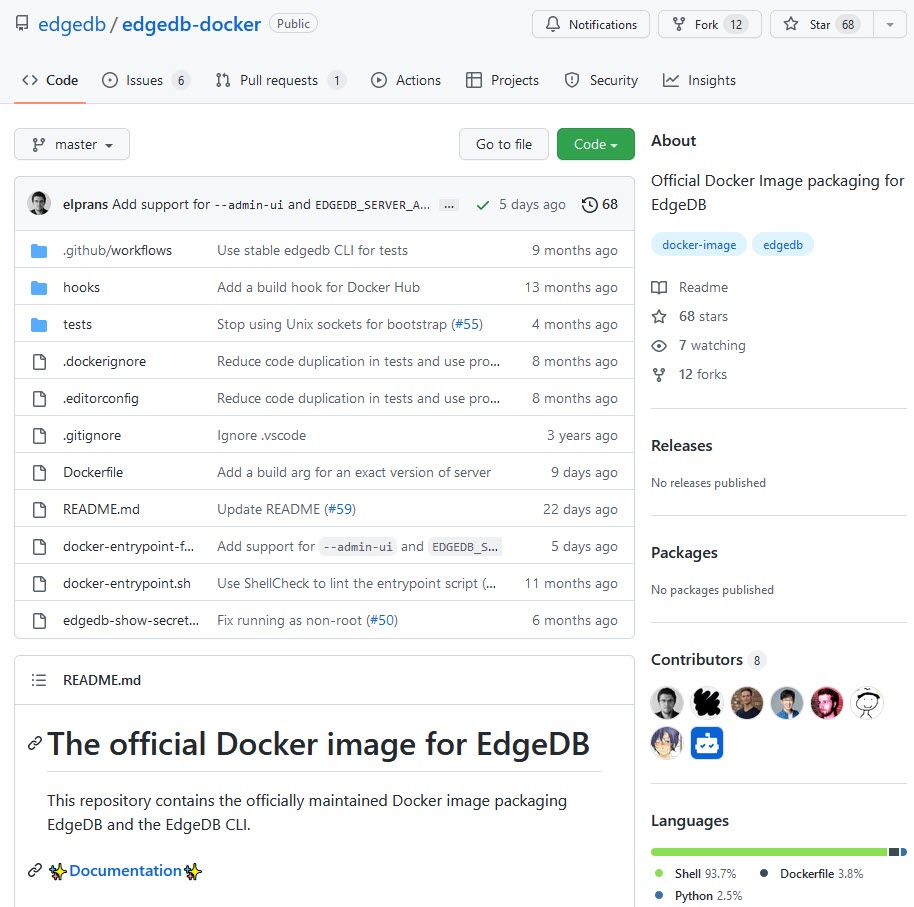 edgedb / edgedb-docker Public
Notifications Fork 12 Star 68
Code Issues 6 Pull requests 1 Actions Projects Security Insights
master Go to file Code
elprans Add support for --admin-ui and EDGEDB_SERVER_A... ... 5 days ago 68
.github/workflows Use stable edgedb CLI for tests 9 months ago
hooks Add a build hook for Docker Hub 13 months ago
tests Stop using Unix sockets for bootstrap (#55) 4 months ago
.dockerignore Reduce code duplication in tests and use pro... 8 months ago
.editorconfig Reduce code duplication in tests and use pro... 8 months ago
.gitignore Ignore .vscode 3 years ago
Dockerfile Add a build arg for an exact version of server 9 days ago
README.md Update README (#59) 22 days ago
docker-entrypoint-f... Add support for --admin-ui and EDGEDB_S... 5 days ago
docker-entrypoint.sh Use ShellCheck to lint the entrypoint script (... 11 months ago
edgedb-show-secret... Fix running as non-root (#50) 6 months ago
README.md
The official Docker image for EdgeDB
This repository contains the officially maintained Docker image packaging
EdgeDB and the EdgeDB CLI.
✨Documentation✨
About
Official Docker Image packaging for
EdgeDB
docker-image edgedb
Readme
68 stars
7 watching
12 forks
Releases
No releases published
Packages
No packages published
Contributors 8
Languages
Shell 93.7% Dockerfile 3.8%
Python 2.5%